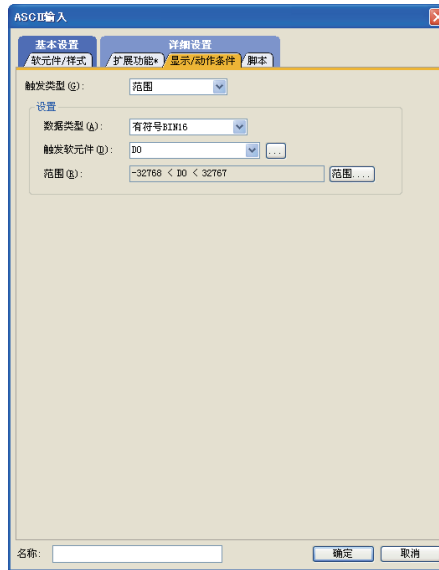 ASCII输入
基本设置 详细设置
软元件/样式 扩展功能* 显示/动作条件 脚本
触发类型(G): 范围
设置
数据类型(A): 有符号BIN16
触发软元件(D): D0 ...
范围(R): -32768 < D0 < 32767 范围....
名称: 确定 取消